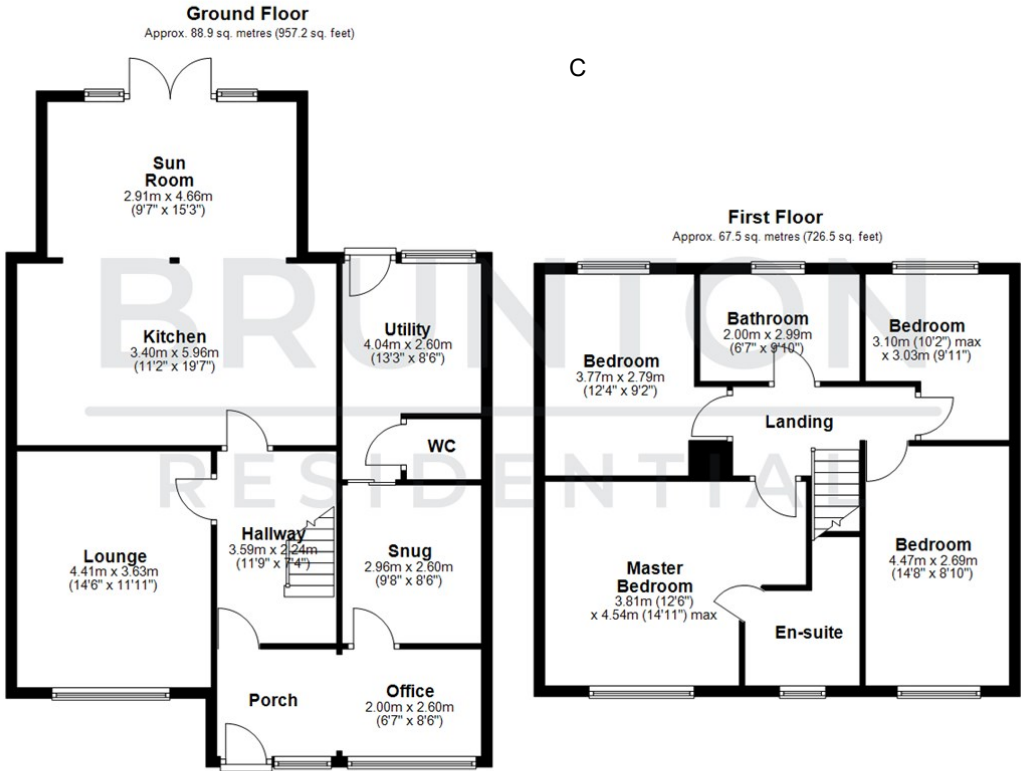 Ground Floor
Approx. 88.9 sq. metres (957.2 sq. feet)
C
Sun
Room
2.91m x 4.66m
(9'7" x 15'3")
Kitchen
3.40m x 5.96m
(11'2" x 19'7")
Utility
4.04m x 2.60m
(13'3" x 8'6")
WC
Hallway
3.59m x 2.24m
(11'9" x 7'4")
Lounge
4.41m x 3.63m
(14'6" x 11'11")
Snug
2.96m x 2.60m
(9'8" x 8'6")
Porch
Office
2.00m x 2.60m
(6'7" x 8'6")
First Floor
Approx. 67.5 sq. metres (726.5 sq. feet)
Bedroom
3.77m x 2.79m
(12'4" x 9'2")
Bathroom
2.00m x 2.99m
(6'7" x 9'10")
Bedroom
3.10m (10'2") max
x 3.03m (9'11")
Landing
Master
Bedroom
3.81m (12'6")
x 4.54m (14'11") max
En-suite
Bedroom
4.47m x 2.69m
(14'8" x 8'10")
BRUNTON
RESIDENTIAL